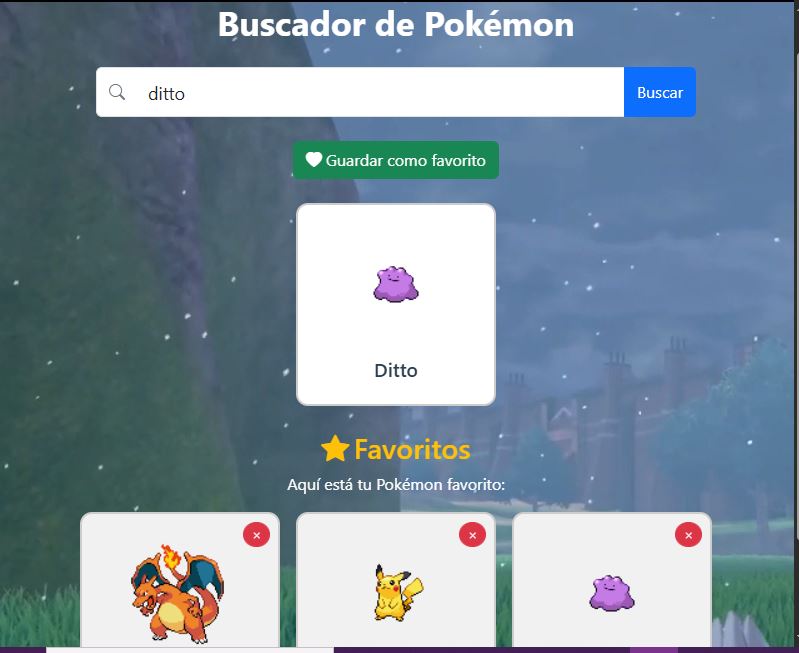 Buscador de Pokémon
ditto
Buscar
Guardar como favorito
Ditto
Favoritos
Aquí está tu Pokémon favorito:
× × ×